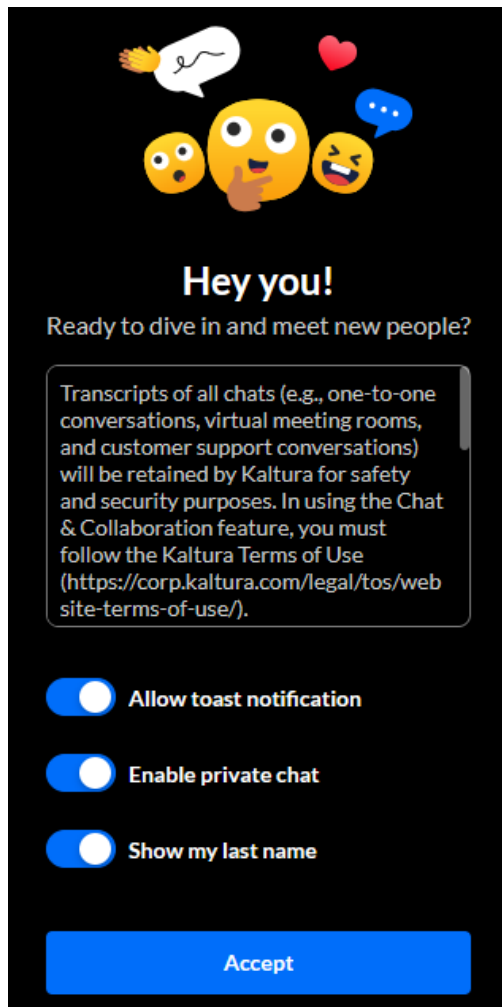 Hey you!
Ready to dive in and meet new people?
Transcripts of all chats (e.g., one-to-one
conversations, virtual meeting rooms,
and customer support conversations)
will be retained by Kaltura for safety
and security purposes. In using the Chat
& Collaboration feature, you must
follow the Kaltura Terms of Use
(https://corp.kaltura.com/legal/tos/web
site-terms-of-use/).
Allow toast notification
Enable private chat
Show my last name
Accept